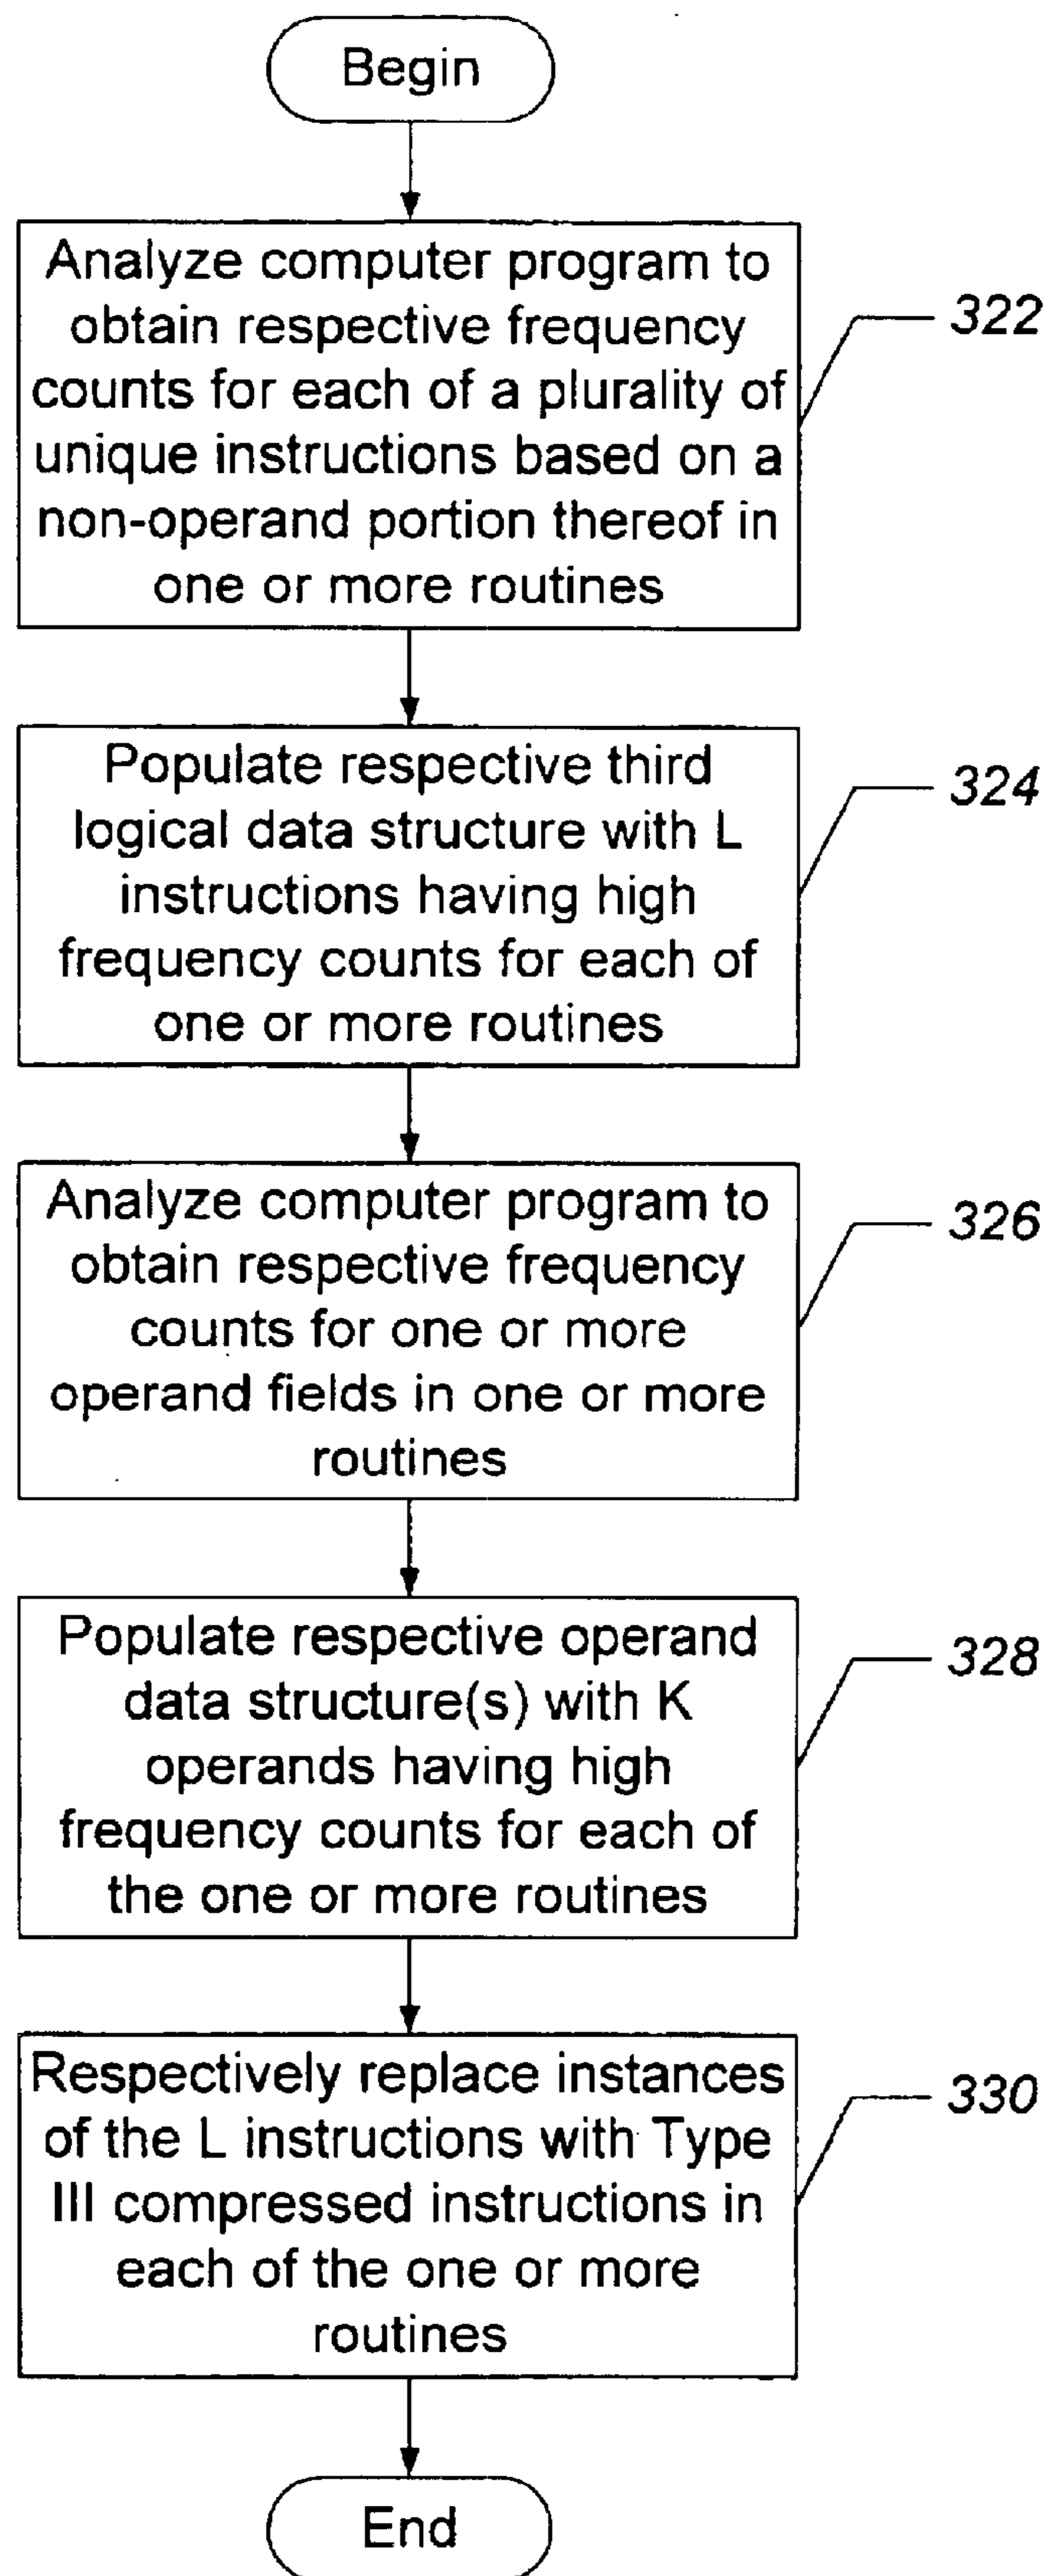 Begin
Analyze computer program to
obtain respective frequency
counts for each of a plurality of
unique instructions based on a
non-operand portion thereof in
one or more routines
322
Populate respective third
logical data structure with L
instructions having high
frequency counts for each of
one or more routines
324
Analyze computer program to
obtain respective frequency
counts for one or more
operand fields in one or more
routines
326
Populate respective operand
data structure(s) with K
operands having high
frequency counts for each of
the one or more routines
328
Respectively replace instances
of the L instructions with Type
III compressed instructions in
each of the one or more
routines
330
End